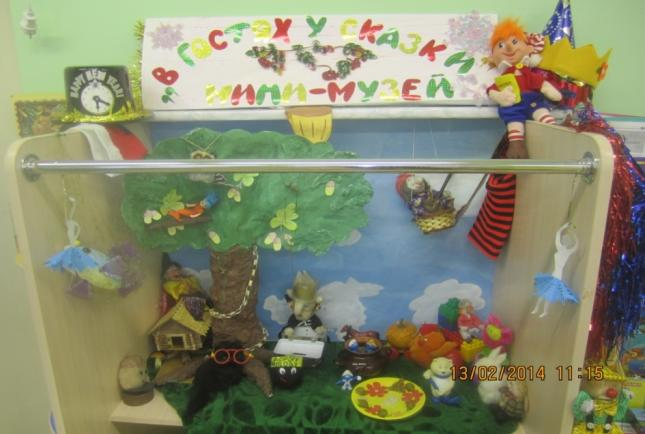 В ГОСТЯХ У СКАЗКИ
МИНИ-МУЗЕЙ
HAPPY NEW YEAR!
13/02/2014 11:15